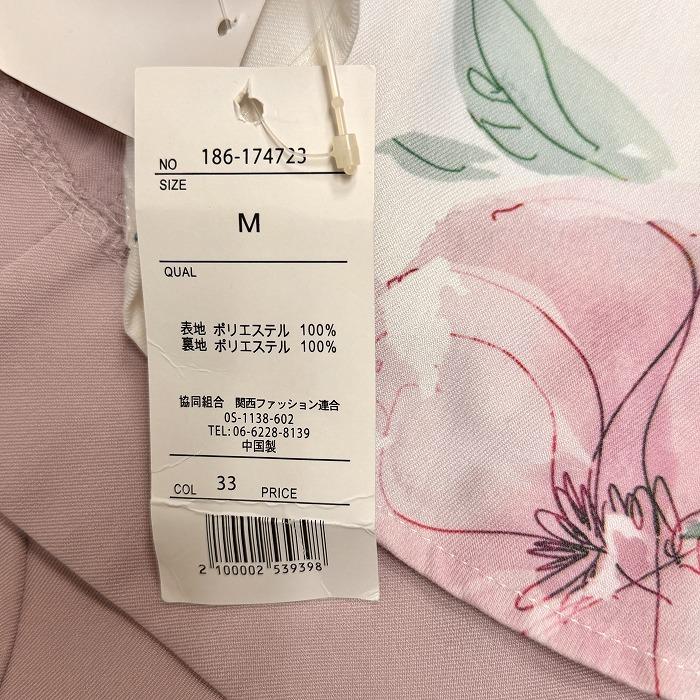 NO 186-174723
SIZE
M
QUAL
表地 ポリエステル 100%
裏地 ポリエステル 100%
協同組合 関西ファッション連合
OS-1138-602
TEL:06-6228-8139
中国製
COL 33 PRICE
2 100002 539398